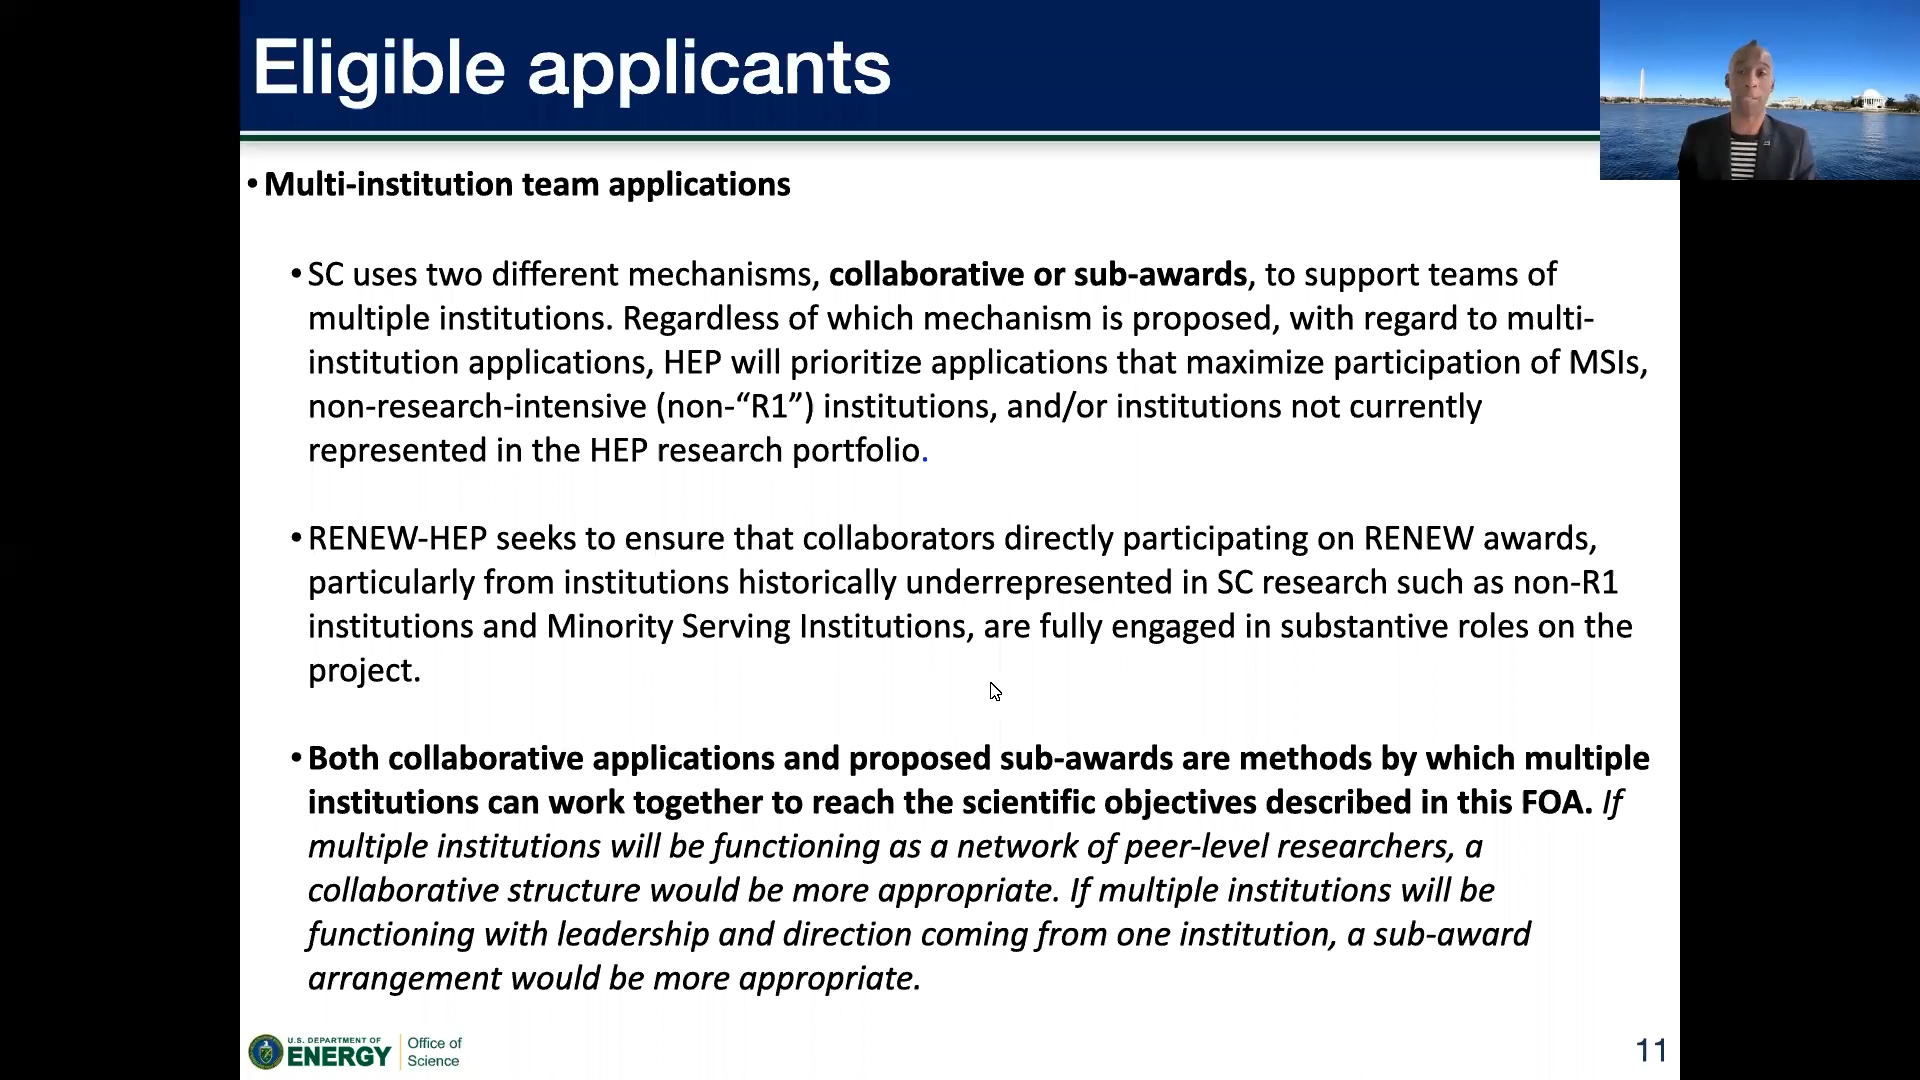 Eligible applicants
• Multi-institution team applications
• SC uses two different mechanisms, collaborative or sub-awards, to support teams of
multiple institutions. Regardless of which mechanism is proposed, with regard to multi-
institution applications, HEP will prioritize applications that maximize participation of MSIs,
non-research-intensive (non-“R1”) institutions, and/or institutions not currently
represented in the HEP research portfolio.
• RENEW-HEP seeks to ensure that collaborators directly participating on RENEW awards,
particularly from institutions historically underrepresented in SC research such as non-R1
institutions and Minority Serving Institutions, are fully engaged in substantive roles on the
project.
• Both collaborative applications and proposed sub-awards are methods by which multiple
institutions can work together to reach the scientific objectives described in this FOA. If
multiple institutions will be functioning as a network of peer-level researchers, a
collaborative structure would be more appropriate. If multiple institutions will be
functioning with leadership and direction coming from one institution, a sub-award
arrangement would be more appropriate.
U.S. DEPARTMENT OF
ENERGY
Office of
Science
11